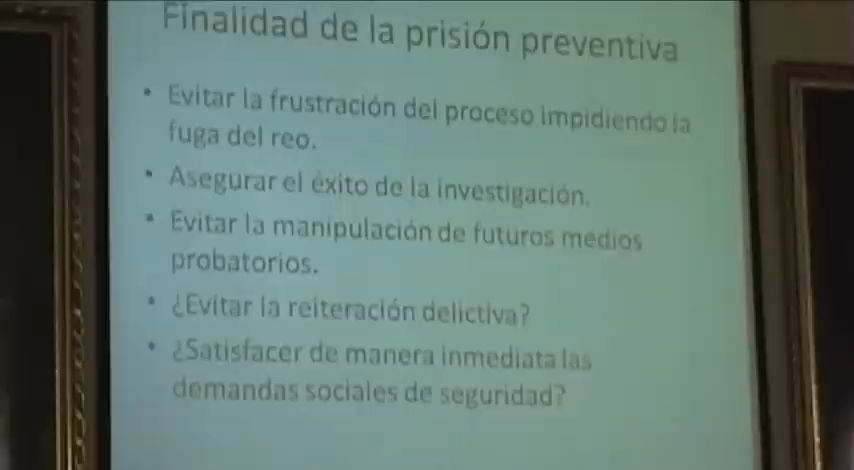 Finalidad de la prisión preventiva
• Evitar la frustración del proceso impidiendo la
fuga del reo.
• Asegurar el éxito de la investigación.
• Evitar la manipulación de futuros medios
probatorios.
• ¿Evitar la reiteración delictiva?
• ¿Satisfacer de manera inmediata las
demandas sociales de seguridad?